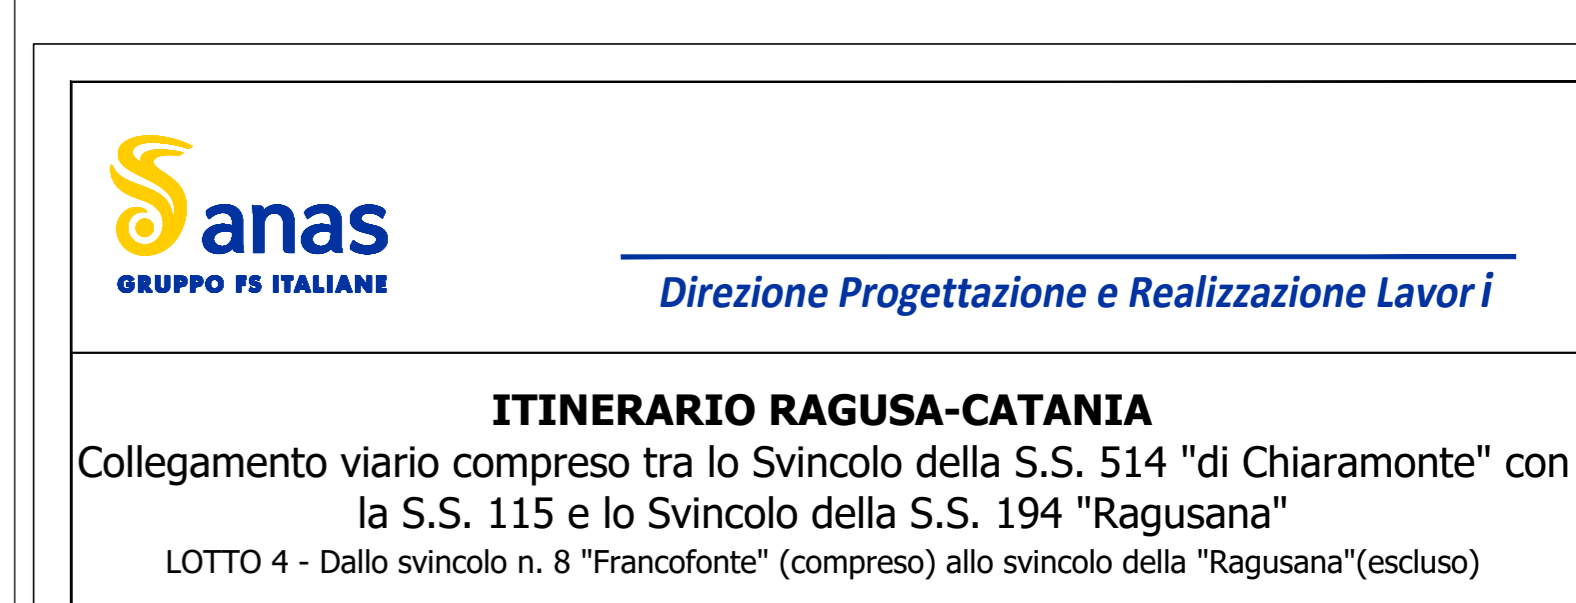 anas
GRUPPO FS ITALIANE
Direzione Progettazione e Realizzazione Lavori
ITINERARIO RAGUSA-CATANIA
Collegamento viario compreso tra lo Svincolo della S.S. 514 "di Chiaramonte" con
la S.S. 115 e lo Svincolo della S.S. 194 "Ragusana"
LOTTO 4 - Dallo svincolo n. 8 "Francofonte" (compreso) allo svincolo della "Ragusana"(escluso)